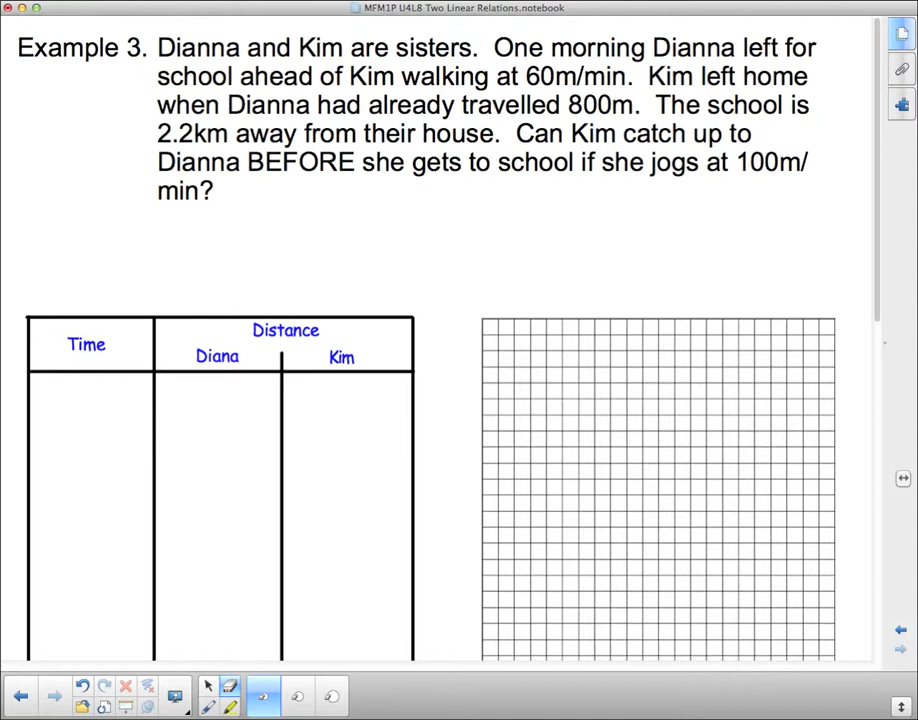 MFM1P U4L8 Two Linear Relations.notebook
Example 3. Dianna and Kim are sisters. One morning Dianna left for
school ahead of Kim walking at 60m/min. Kim left home
when Dianna had already travelled 800m. The school is
2.2km away from their house. Can Kim catch up to
Dianna BEFORE she gets to school if she jogs at 100m/
min?
Time
Distance
Diana Kim